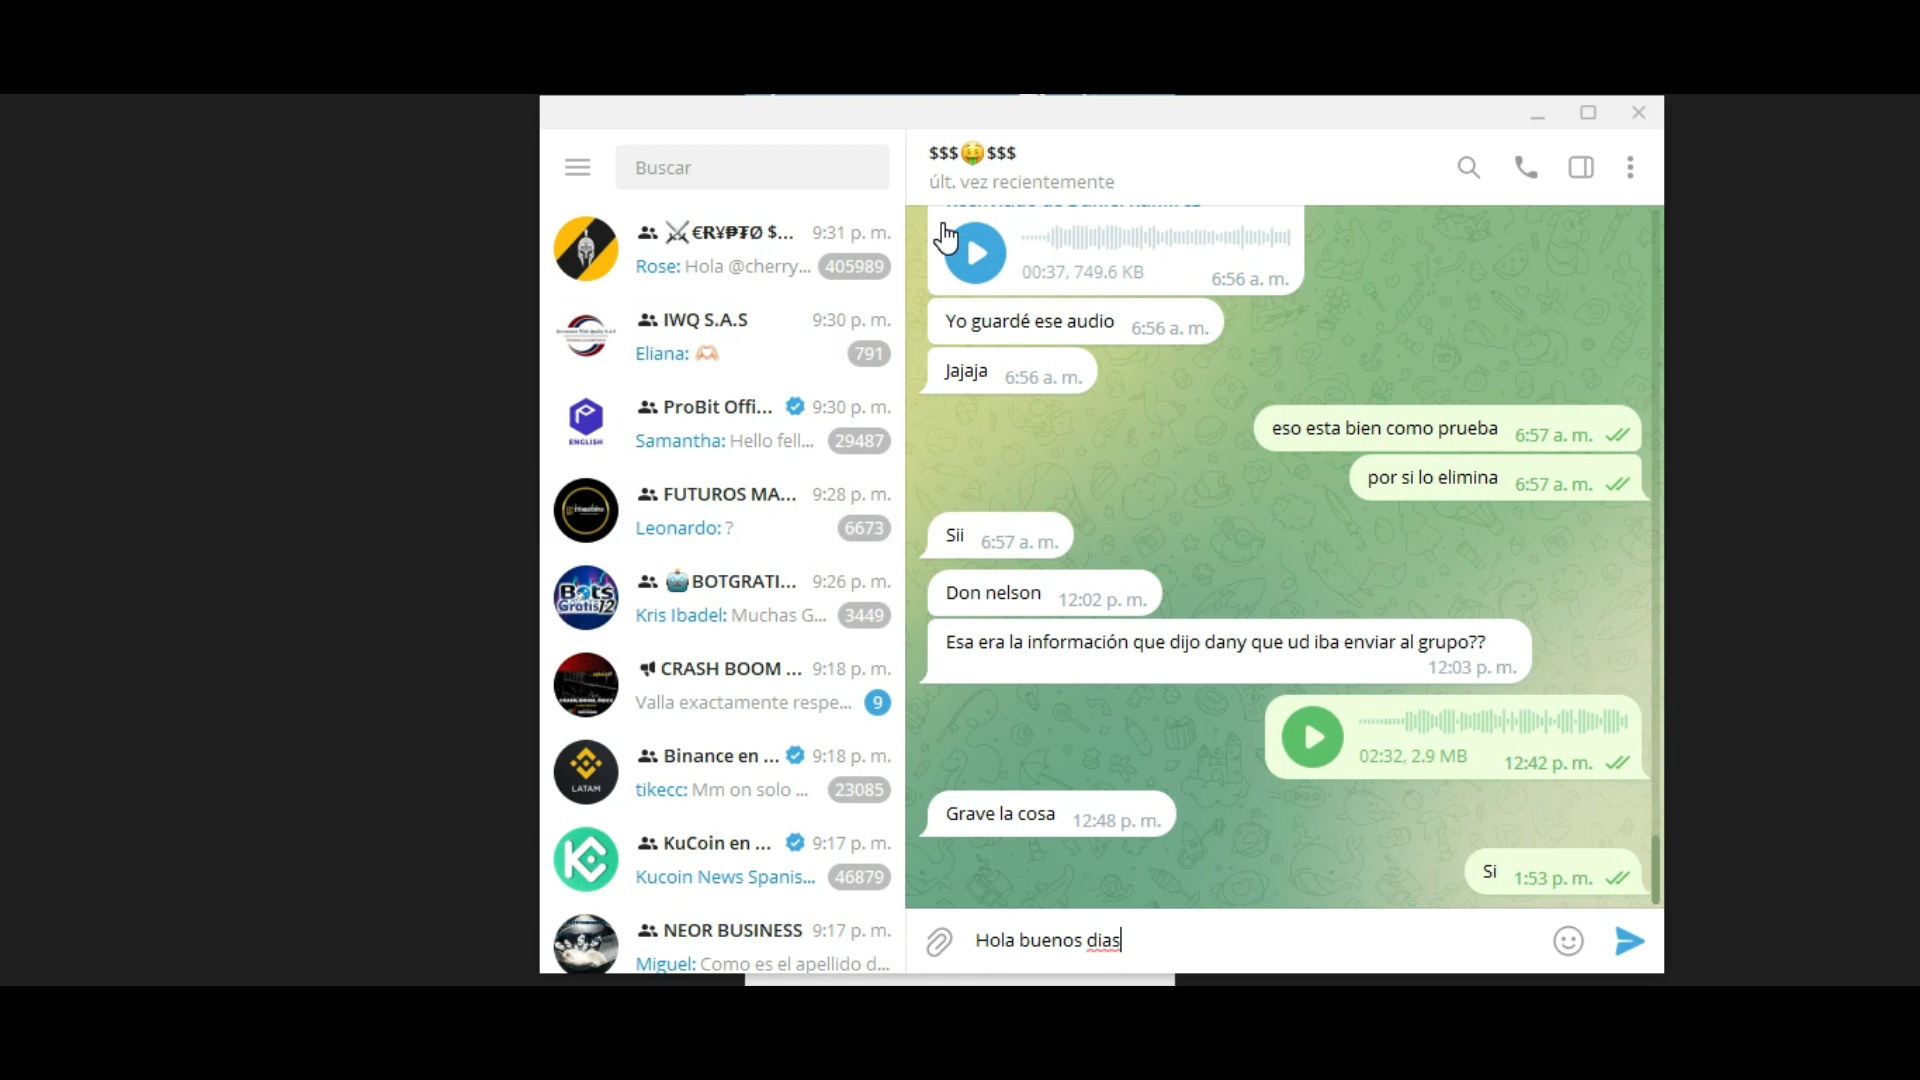 Buscar
€R¥₱₮Ø $... 9:31 p. m.
Rose: Hola @cherry... 405989
IWQ S.A.S 9:30 p. m.
Eliana: 🫶🏻 791
ENGLISH
ProBit Offi... 9:30 p. m.
Samantha: Hello fell... 29487
FUTUROS MA... 9:28 p. m.
Leonardo: ? 6673
Bots
Gratis12
🤖BOTGRATI... 9:26 p. m.
Kris Ibadel: Muchas G... 3449
CRASH BOOM ... 9:18 p. m.
Valla exactamente respe... 9
LATAM
Binance en ... 9:18 p. m.
tikecc: Mm on solo ... 23085
KuCoin en ... 9:17 p. m.
Kucoin News Spanis... 46879
NEOR BUSINESS 9:17 p. m.
Miguel: Como es el apellido d...
$$$🤑$$$
últ. vez recientemente
00:37, 749.6 KB 6:56 a. m.
Yo guardé ese audio 6:56 a. m.
Jajaja 6:56 a. m.
eso esta bien como prueba 6:57 a. m.
por si lo elimina 6:57 a. m.
Sii 6:57 a. m.
Don nelson 12:02 p. m.
Esa era la información que dijo dany que ud iba enviar al grupo??
12:03 p. m.
02:32, 2.9 MB 12:42 p. m.
Grave la cosa 12:48 p. m.
Si 1:53 p. m.
Hola buenos dias